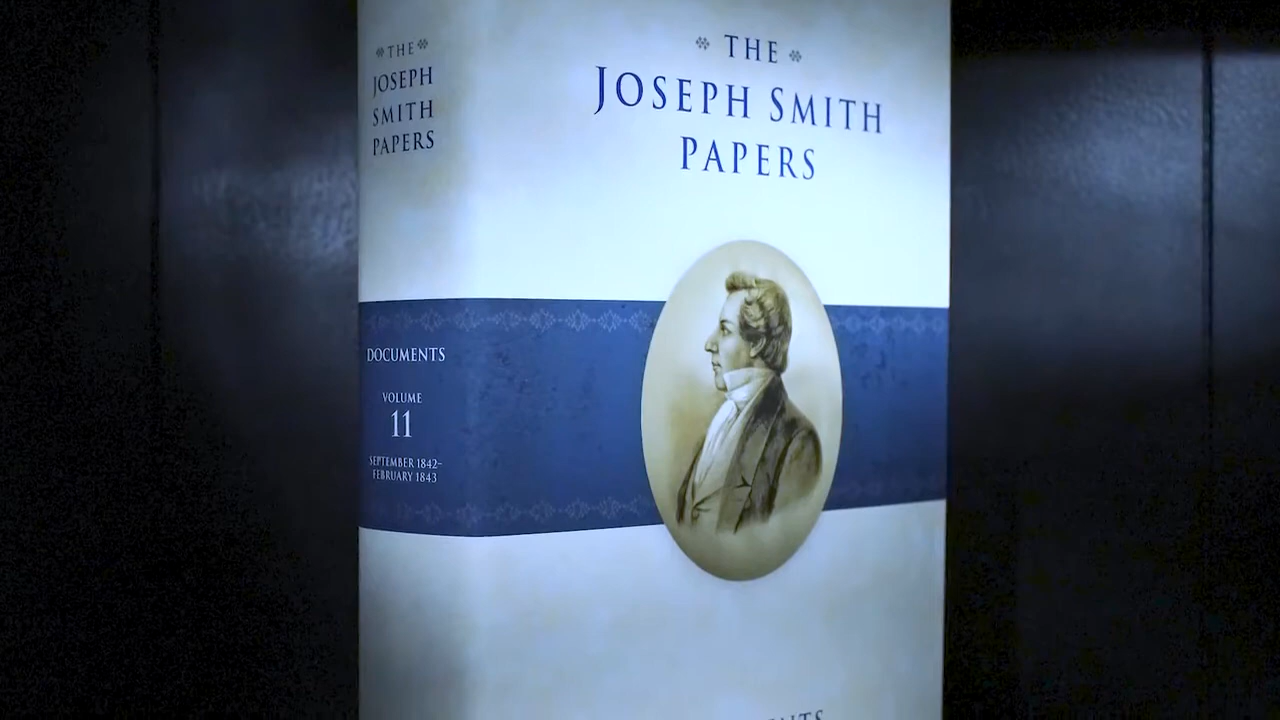 THE
JOSEPH
SMITH
PAPERS
DOCUMENTS
VOLUME
11
SEPTEMBER 1842–
FEBRUARY 1843
THE
JOSEPH SMITH
PAPERS